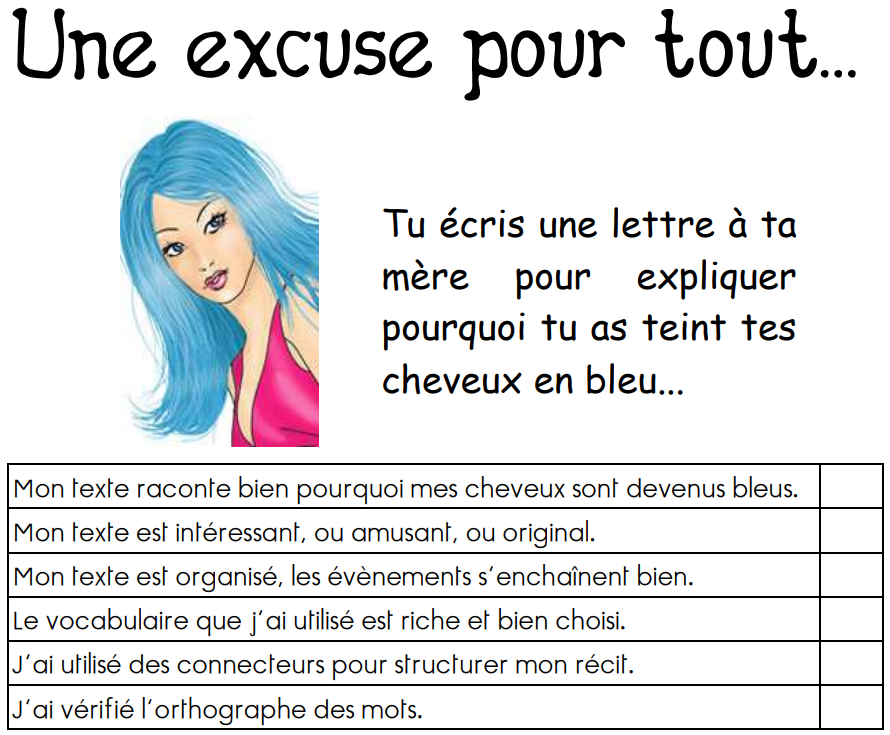 Une excuse pour tout...
Tu écris une lettre à ta
mère pour expliquer
pourquoi tu as teint tes
cheveux en bleu...
Mon texte raconte bien pourquoi mes cheveux sont devenus bleus.
Mon texte est intéressant, ou amusant, ou original.
Mon texte est organisé, les évènements s'enchaînent bien.
Le vocabulaire que j'ai utilisé est riche et bien choisi.
J'ai utilisé des connecteurs pour structurer mon récit.
J'ai vérifié l'orthographe des mots.